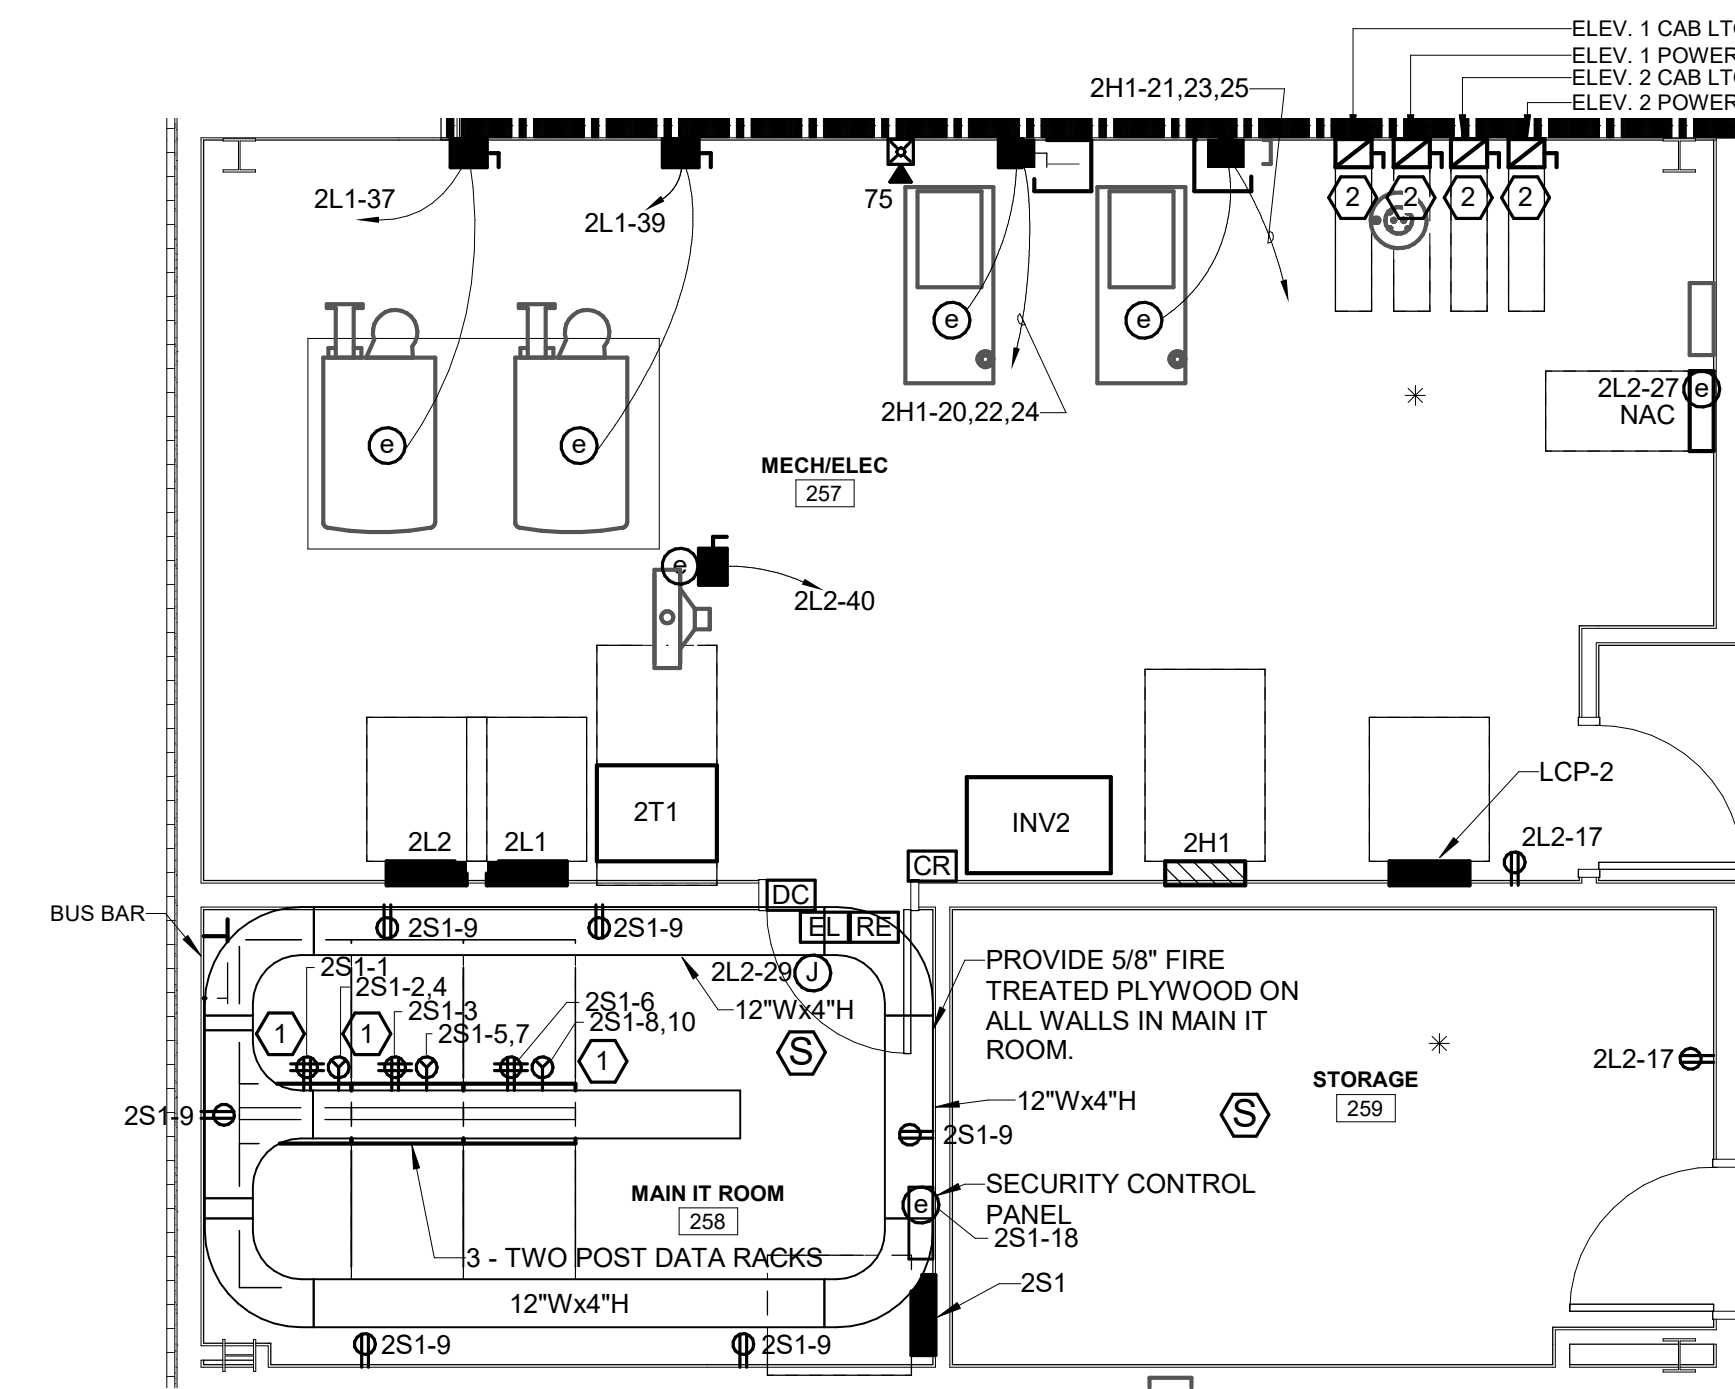 ELEV. 1 CAB
ELEV. 1 POWER
ELEV. 2 CAB
ELEV. 2 POWER
2H1-21,23,25
2L1-37
2L1-39
75
2
2
2
2
e
e
2H1-20,22,24
2L2-27
NAC
e
e
e
MECH/ELEC
257
e
2L2-40
2T1
INV2
LCP-2
2L2
2L1
2H1
2L2-17
CR
DC
BUS BAR
2S1-9
2S1-9
EL
RE
2S1-1
2S1-2,4
2S1-3
2S1-5,7
2S1-6
2S1-8,10
2L2-29
J
12"Wx4"H
1
1
1
S
PROVIDE 5/8" FIRE
TREATED PLYWOOD ON
ALL WALLS IN MAIN IT
ROOM.
2L2-17
STORAGE
259
S
12"Wx4"H
2S1-9
2S1-9
MAIN IT ROOM
258
e
SECURITY CONTROL
PANEL
2S1-18
3 - TWO POST DATA RACKS
2S1
12"Wx4"H
2S1-9
2S1-9